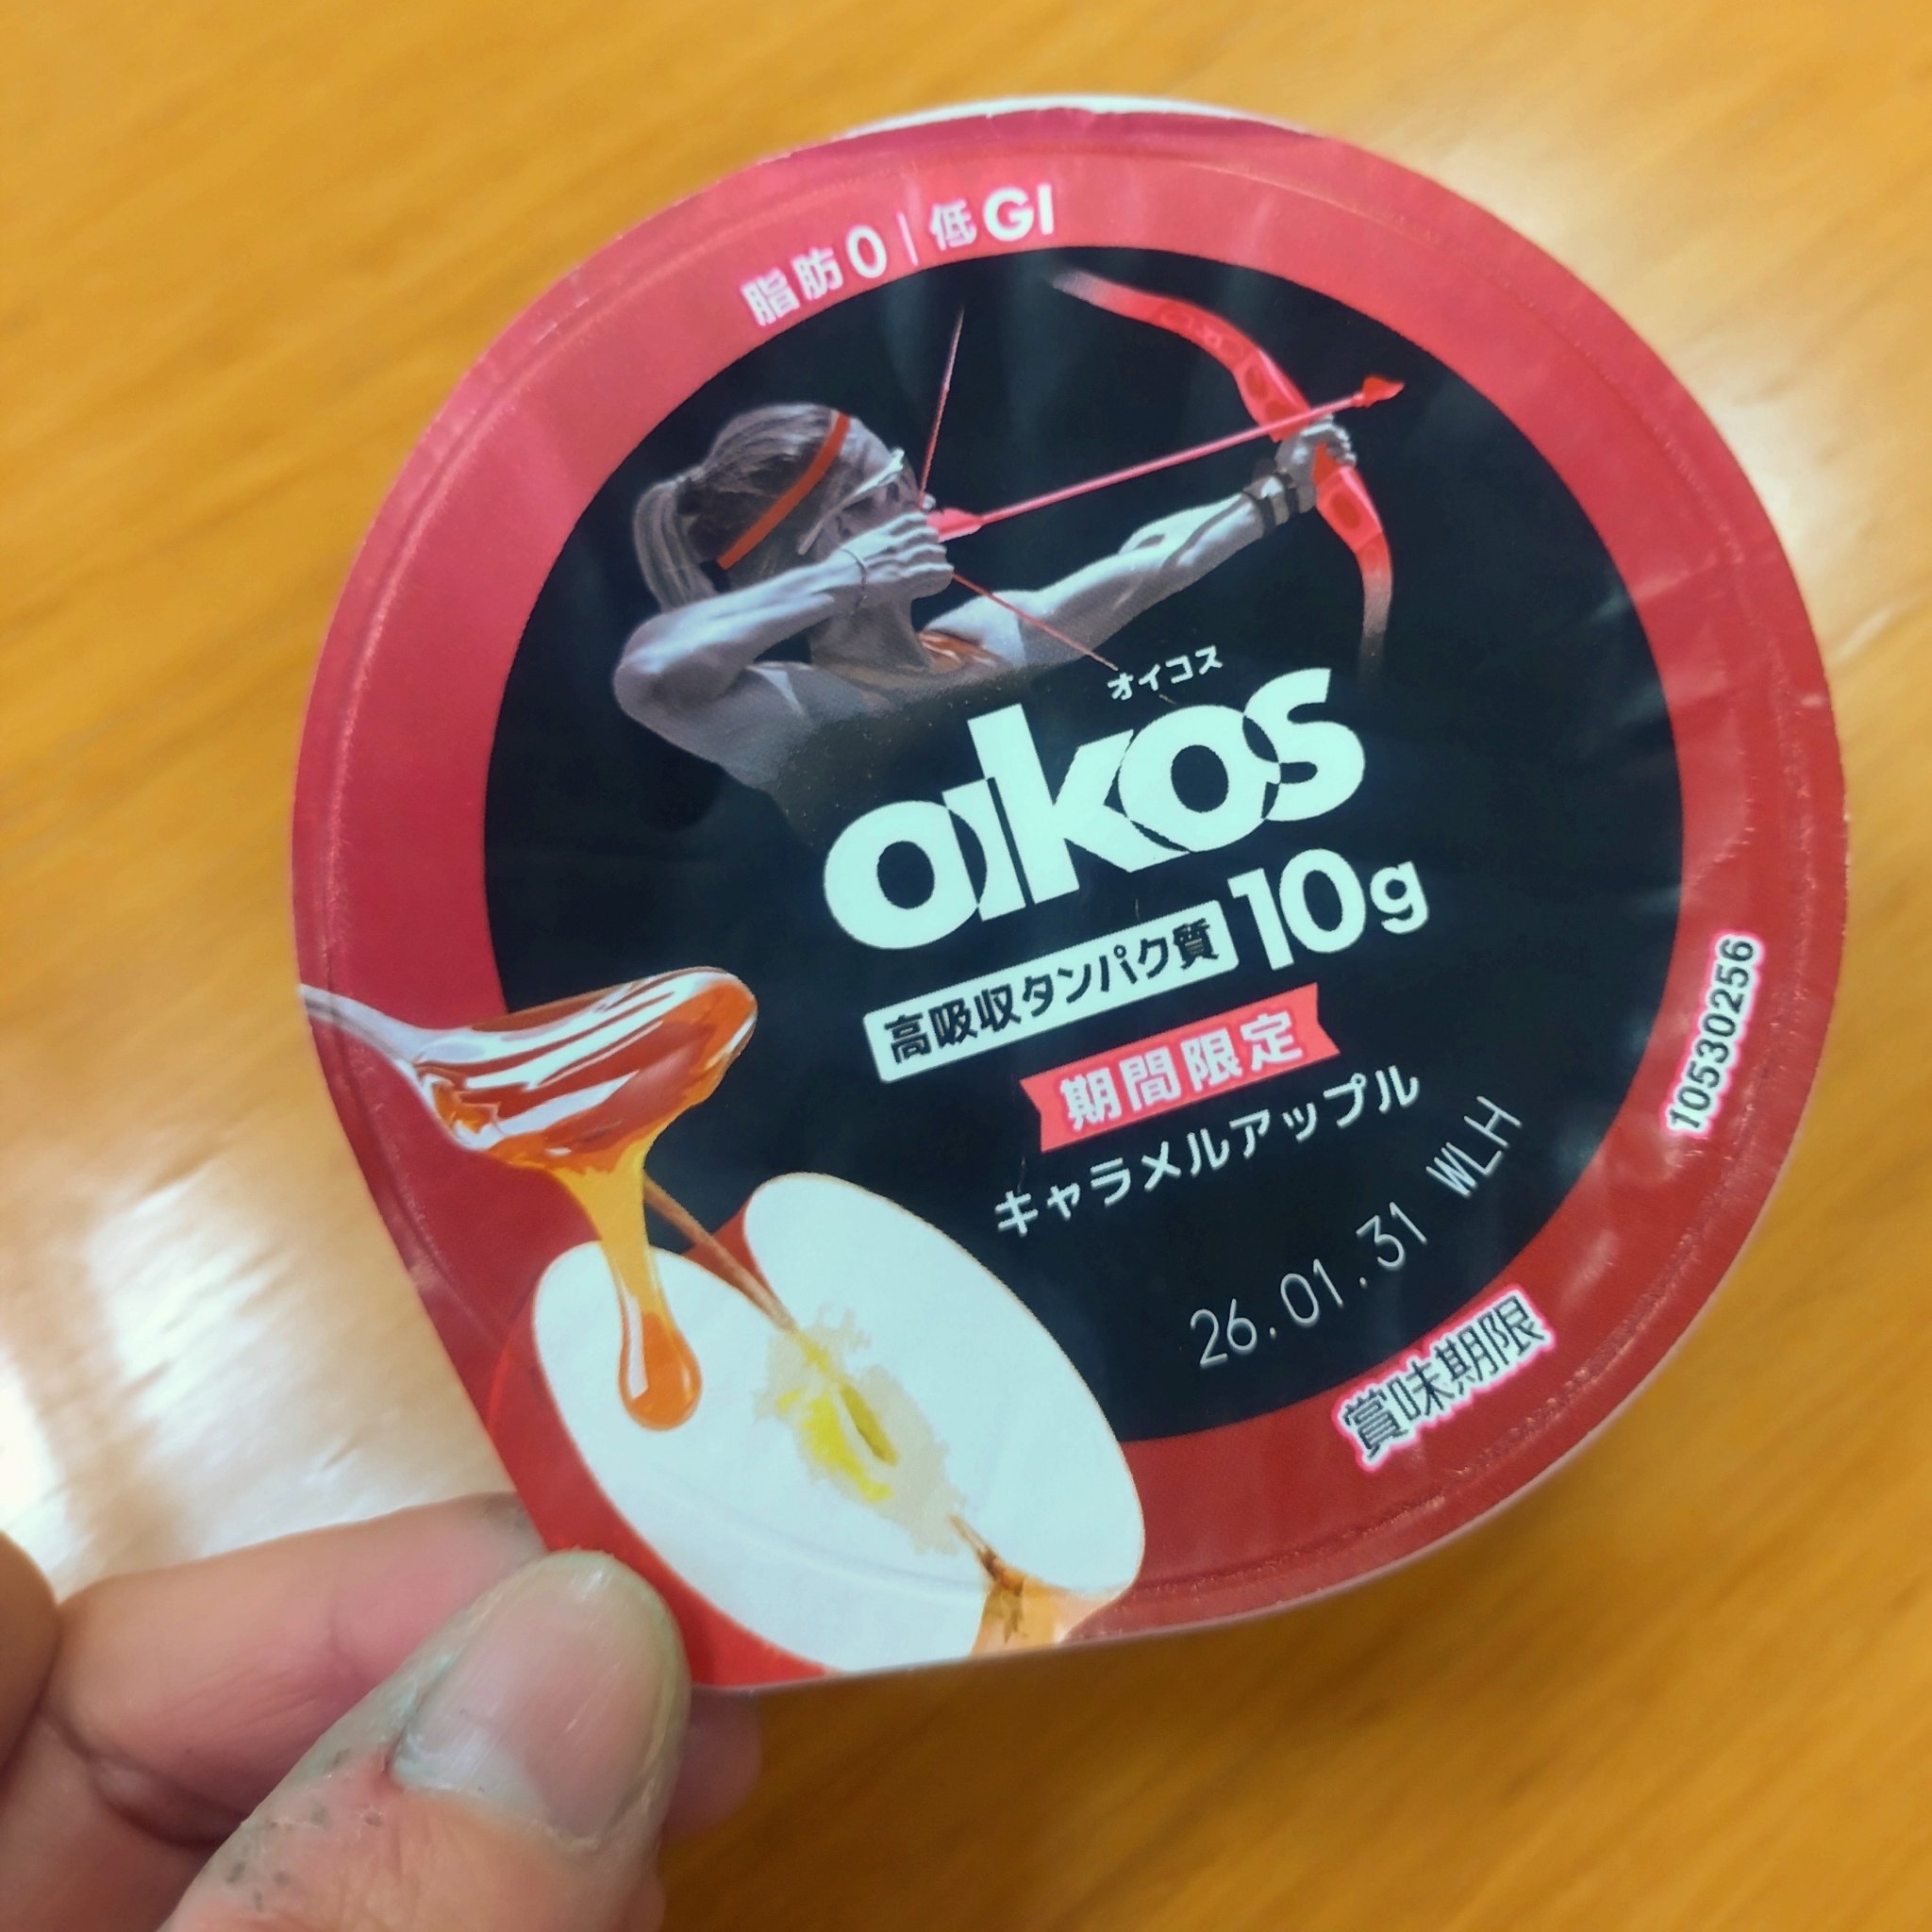 脂肪0|低GI
オイコス
oikos
高吸収タンパク質 10g
期間限定
キャラメルアップル
26.01.31 WLH
賞味期限
10530256